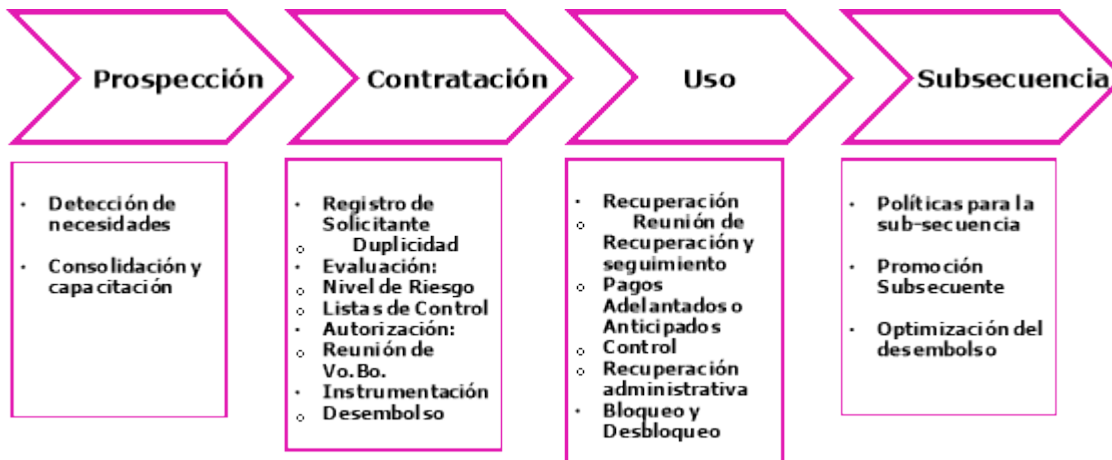 Prospección
Contratación
Uso
Subsecuencia
· Detección de
necesidades
· Consolidación y
capacitación
· Registro de
Solicitante
o Duplicidad
· Evaluación:
o Nivel de Riesgo
o Listas de Control
· Autorización:
o Reunión de
Vo.Bo.
· Instrumentación
o Desembolso
· Recuperación
o Reunión de
Recuperación y
seguimiento
o Pagos
Adelantados o
Anticipados
o Control
o Recuperación
administrativa
· Bloqueo y
Desbloqueo
· Políticas para la
sub-secuencia
· Promoción
Subsecuente
· Optimización del
desembolso